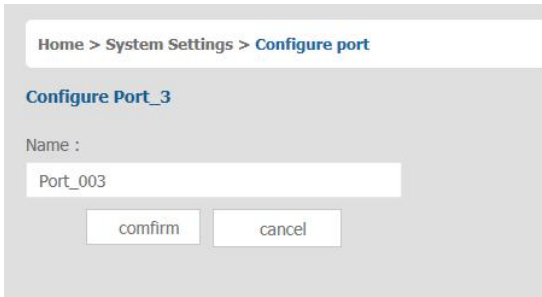 Home > System Settings > Configure port
Configure Port_3
Name :
Port_003
comfirm cancel